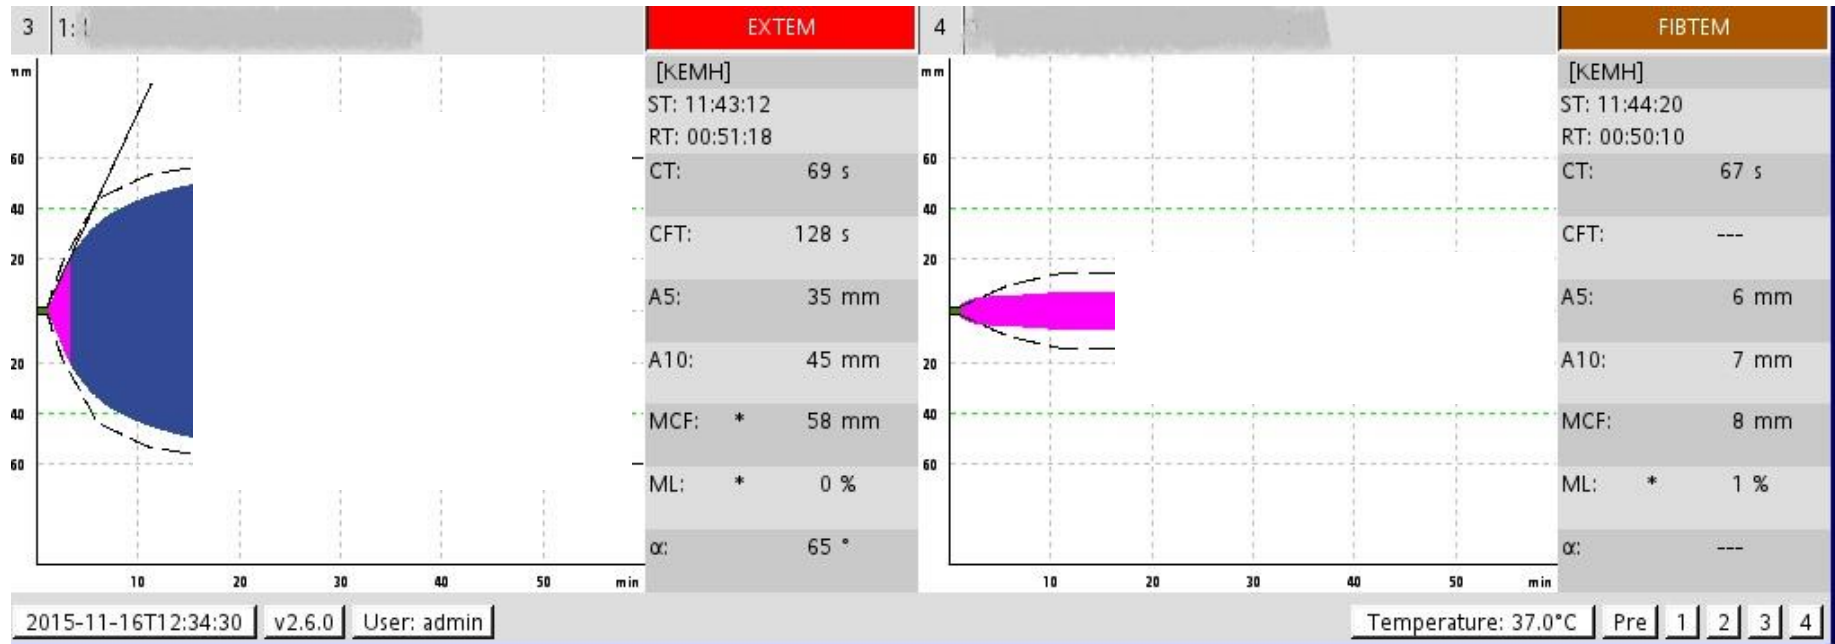 3 1: EXTEM
[KEMH]
ST: 11:43:12
RT: 00:51:18
CT: 69 s
CFT: 128 s
A5: 35 mm
A10: 45 mm
MCF: * 58 mm
ML: * 0 %
α: 65 °
mm
60
40
20
20
40
60
10 20 30 40 50 min
4 FIBTEM
[KEMH]
ST: 11:44:20
RT: 00:50:10
CT: 67 s
CFT: ---
A5: 6 mm
A10: 7 mm
MCF: 8 mm
ML: * 1 %
α: ---
mm
60
40
20
20
40
60
10 20 30 40 50 min
2015-11-16T12:34:30 v2.6.0 User: admin Temperature: 37.0°C Pre 1 2 3 4